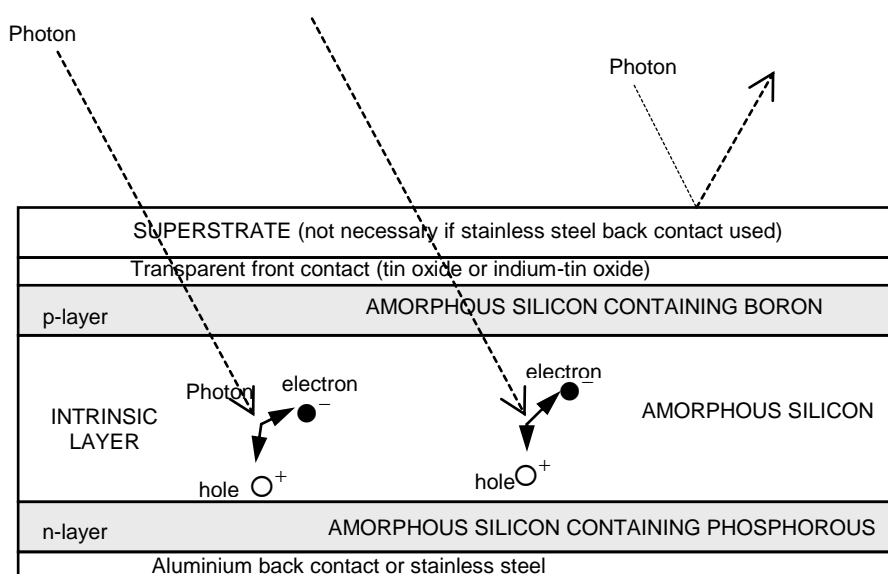 Photon
Photon
SUPERSTRATE (not necessary if stainless steel back contact used)
Transparent front contact (tin oxide or indium-tin oxide)
p-layer
AMORPHOUS SILICON CONTAINING BORON
Photon
electron
−
electron
−
INTRINSIC
LAYER
AMORPHOUS SILICON
hole
+
hole
+
n-layer
AMORPHOUS SILICON CONTAINING PHOSPHOROUS
Aluminium back contact or stainless steel